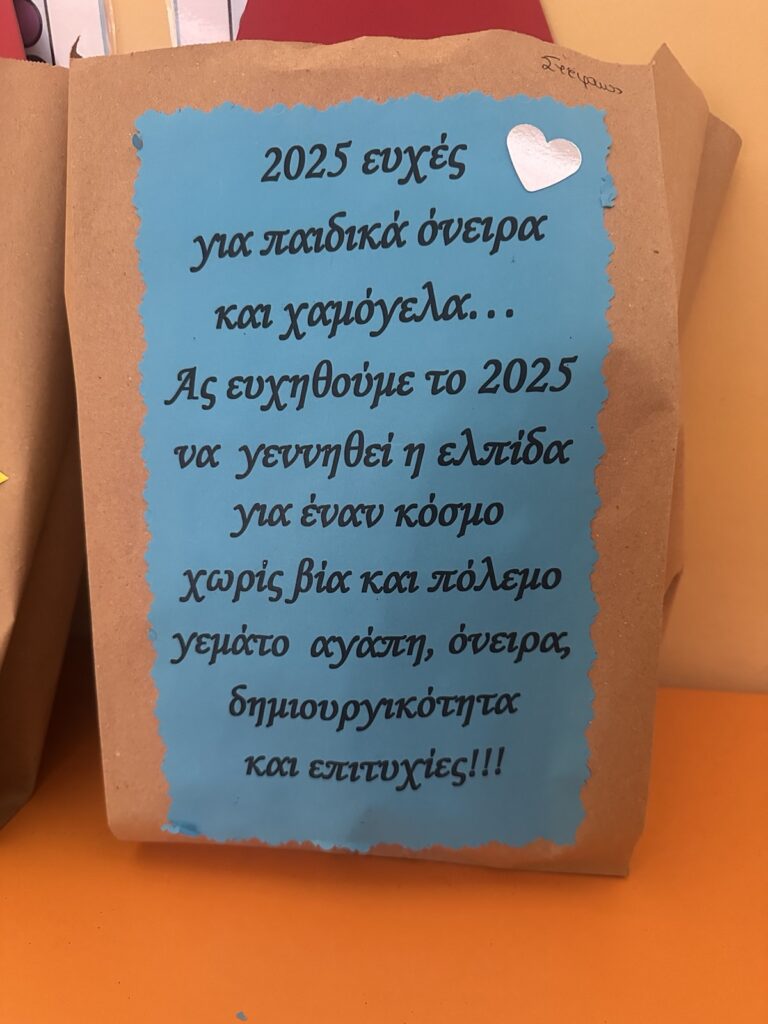 2025 ευχές
για παιδικά όνειρα
και χαμόγελα...
Ας ευχηθούμε το 2025
να γεννηθεί η ελπίδα
για έναν κόσμο
χωρίς βία και πόλεμο
γεμάτο αγάπη, όνειρα,
δημιουργικότητα
και επιτυχίες!!!